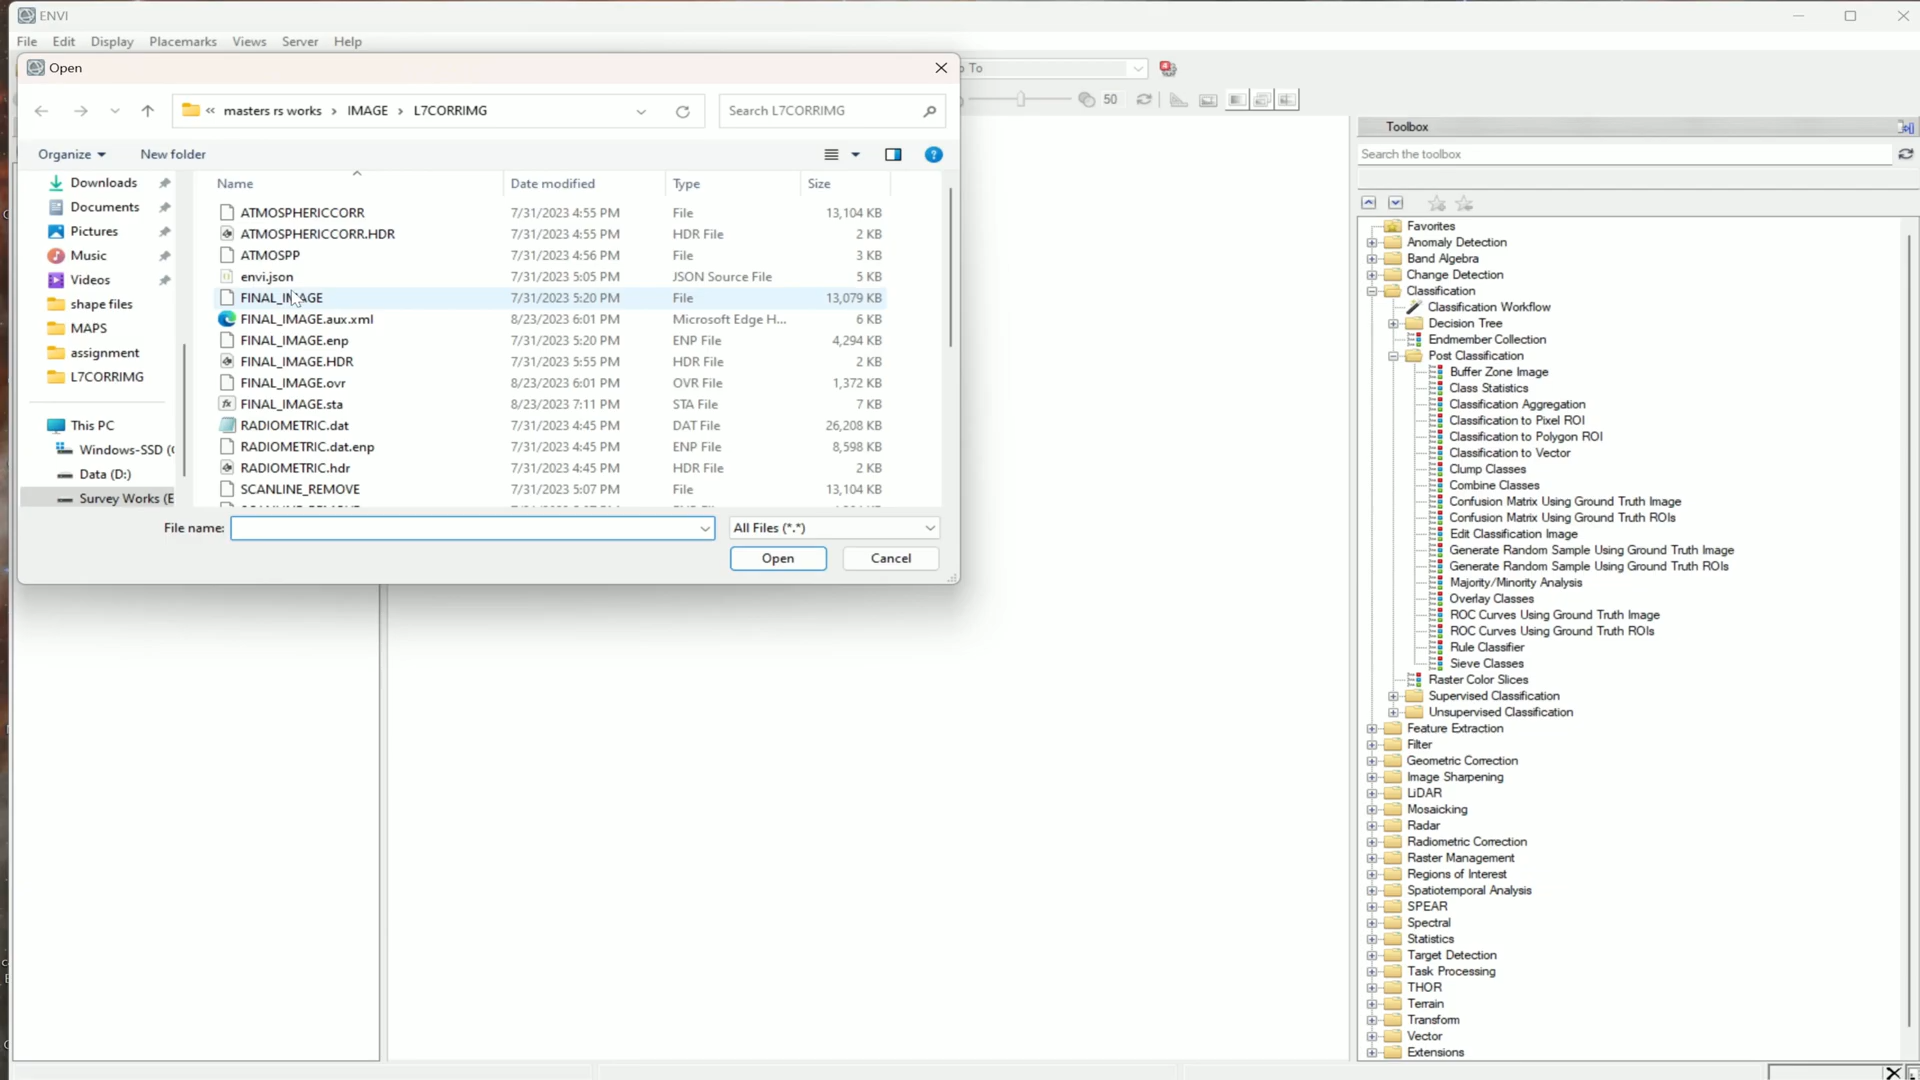 ENVI
File Edit Display Placemarks Views Server Help
Open
To
50
« masters rs works › IMAGE › L7CORRIMG
Search L7CORRIMG
Organize
New folder
Downloads
Documents
Pictures
Music
Videos
shape files
MAPS
assignment
L7CORRIMG
This PC
Windows-SSD (
Data (D:)
Survey Works (E
Name Date modified Type Size
ATMOSPHERICCORR 7/31/2023 4:55 PM File 13,104 KB
ATMOSPHERICCORR.HDR 7/31/2023 4:55 PM HDR File 2 KB
ATMOSPP 7/31/2023 4:56 PM File 3 KB
envi.json 7/31/2023 5:05 PM JSON Source File 5 KB
FINAL_IMAGE 7/31/2023 5:20 PM File 13,079 KB
FINAL_IMAGE.aux.xml 8/23/2023 6:01 PM Microsoft Edge H... 6 KB
FINAL_IMAGE.enp 7/31/2023 5:20 PM ENP File 4,294 KB
FINAL_IMAGE.HDR 7/31/2023 5:55 PM HDR File 2 KB
FINAL_IMAGE.ovr 8/23/2023 6:01 PM OVR File 1,372 KB
FINAL_IMAGE.sta 8/23/2023 7:11 PM STA File 7 KB
RADIOMETRIC.dat 7/31/2023 4:45 PM DAT File 26,208 KB
RADIOMETRIC.dat.enp 7/31/2023 4:45 PM ENP File 8,598 KB
RADIOMETRIC.hdr 7/31/2023 4:45 PM HDR File 2 KB
SCANLINE_REMOVE 7/31/2023 5:07 PM File 13,104 KB
File name:
All Files (*.*)
Open
Cancel
Toolbox
Search the toolbox
Favorites
Anomaly Detection
Band Algebra
Change Detection
Classification
Classification Workflow
Decision Tree
Endmember Collection
Post Classification
Buffer Zone Image
Class Statistics
Classification Aggregation
Classification to Pixel ROI
Classification to Polygon ROI
Classification to Vector
Clump Classes
Combine Classes
Confusion Matrix Using Ground Truth Image
Confusion Matrix Using Ground Truth ROIs
Edit Classification Image
Generate Random Sample Using Ground Truth Image
Generate Random Sample Using Ground Truth ROIs
Majority/Minority Analysis
Overlay Classes
ROC Curves Using Ground Truth Image
ROC Curves Using Ground Truth ROIs
Rule Classifier
Sieve Classes
Raster Color Slices
Supervised Classification
Unsupervised Classification
Feature Extraction
Filter
Geometric Correction
Image Sharpening
LiDAR
Mosaicking
Radar
Radiometric Correction
Raster Management
Regions of Interest
Spatiotemporal Analysis
SPEAR
Spectral
Statistics
Target Detection
Task Processing
THOR
Terrain
Transform
Vector
Extensions